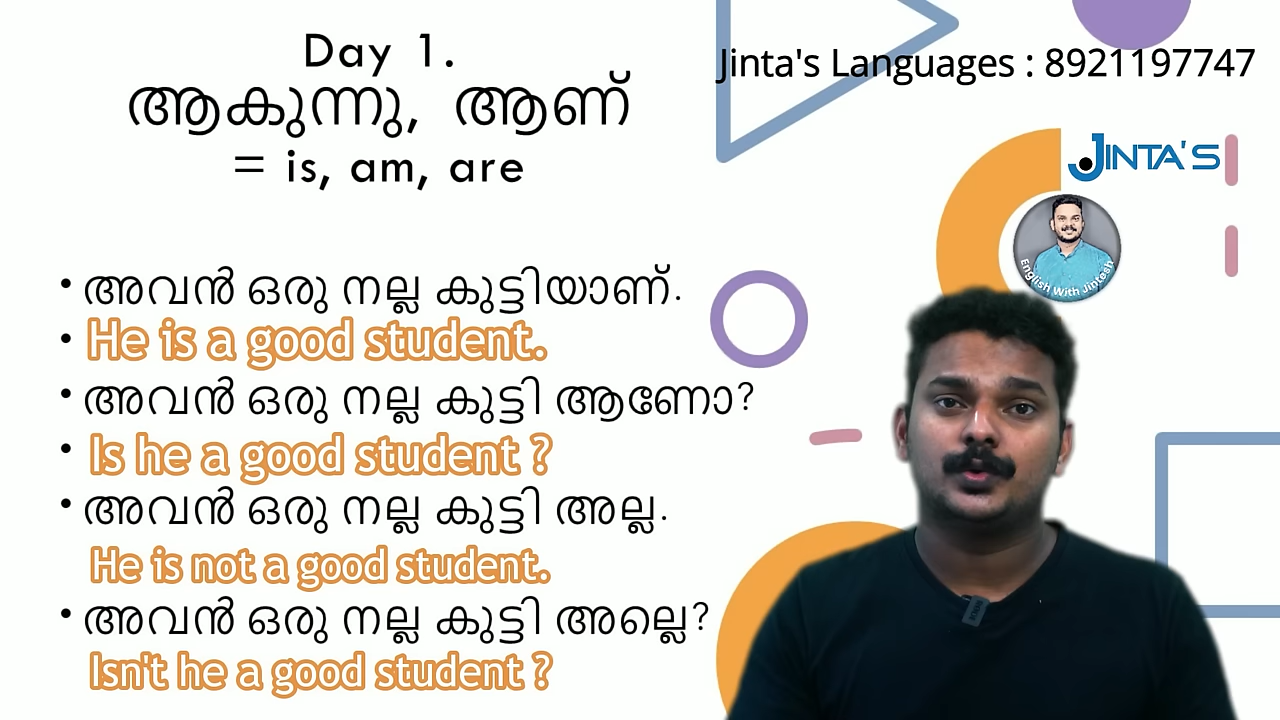 Day 1.
ആകുന്നു, ആണ്
= is, am, are
Jinta's Languages : 8921197747
JINTA'S
English With Jintesh
• അവൻ ഒരു നല്ല കുട്ടിയാണ്.
• He is a good student.
• അവൻ ഒരു നല്ല കുട്ടി ആണോ?
• Is he a good student ?
• അവൻ ഒരു നല്ല കുട്ടി അല്ല.
He is not a good student.
• അവൻ ഒരു നല്ല കുട്ടി അല്ലെ?
Isn't he a good student ?